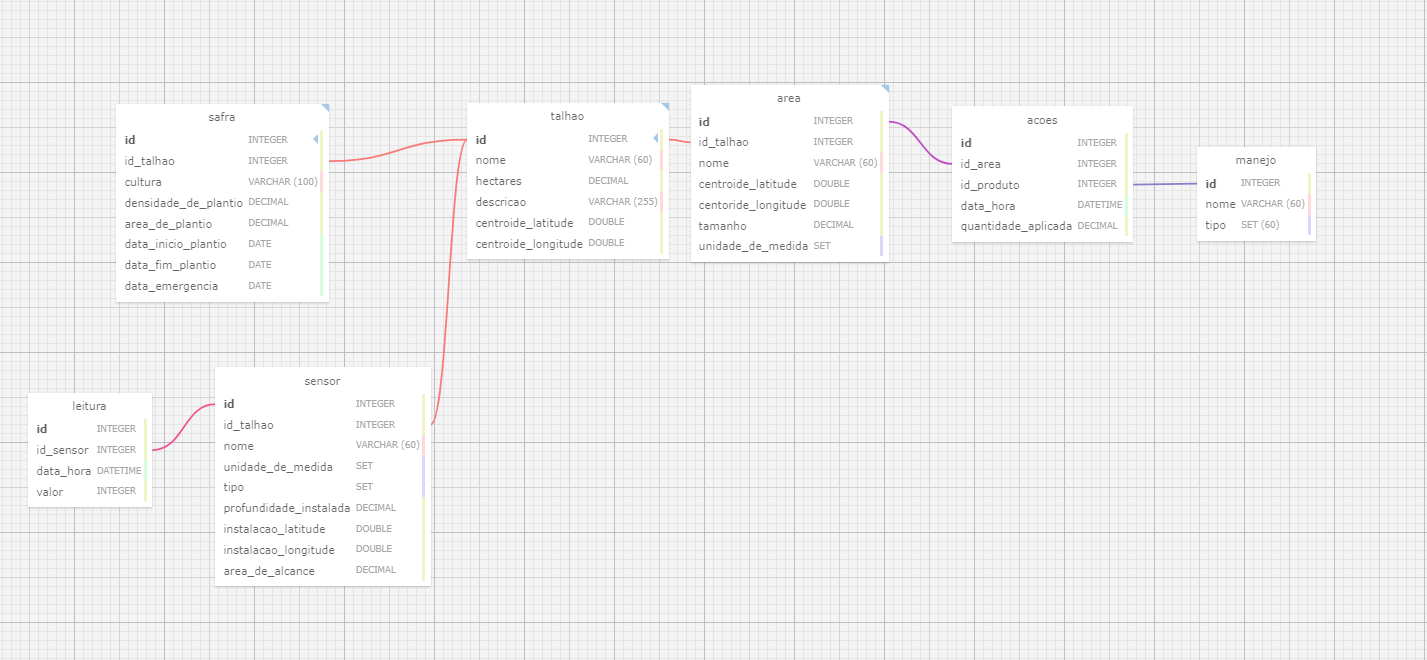 safra
id INTEGER
id_talhao INTEGER
cultura VARCHAR (100)
densidade_de_plantio DECIMAL
area_de_plantio DECIMAL
data_inicio_plantio DATE
data_fim_plantio DATE
data_emergencia DATE
talhao
id INTEGER
nome VARCHAR (60)
hectares DECIMAL
descricao VARCHAR (255)
centroide_latitude DOUBLE
centroide_longitude DOUBLE
area
id INTEGER
id_talhao INTEGER
nome VARCHAR (60)
centroide_latitude DOUBLE
centoride_longitude DOUBLE
tamanho DECIMAL
unidade_de_medida SET
acoes
id INTEGER
id_area INTEGER
id_produto INTEGER
data_hora DATETIME
quantidade_aplicada DECIMAL
manejo
id INTEGER
nome VARCHAR (60)
tipo SET (60)
leitura
id INTEGER
id_sensor INTEGER
data_hora DATETIME
valor INTEGER
sensor
id INTEGER
id_talhao INTEGER
nome VARCHAR (60)
unidade_de_medida SET
tipo SET
profundidade_instalada DECIMAL
instalacao_latitude DOUBLE
instalacao_longitude DOUBLE
area_de_alcance DECIMAL